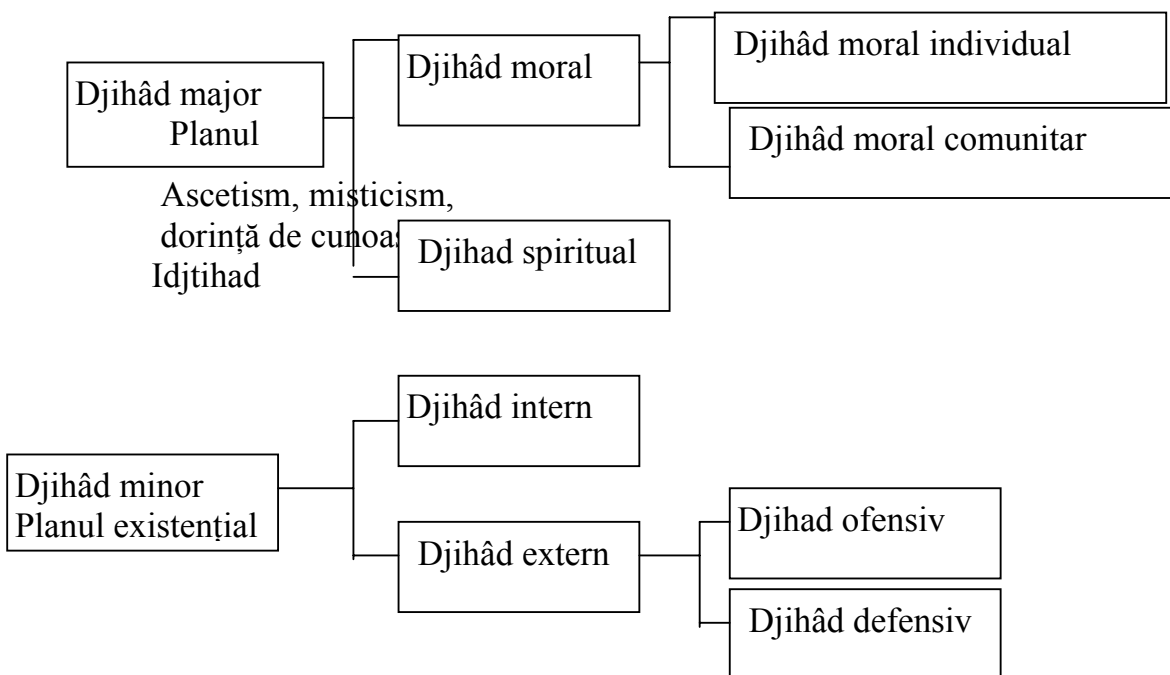 Djihâd major
Planul
Ascetism, misticism,
dorință de
Idjtihad
Djihâd moral
Djihad spiritual
Djihâd moral individual
Djihâd moral comunitar
Djihâd minor
Planul existențial
Djihâd intern
Djihâd extern
Djihad ofensiv
Djihâd defensiv